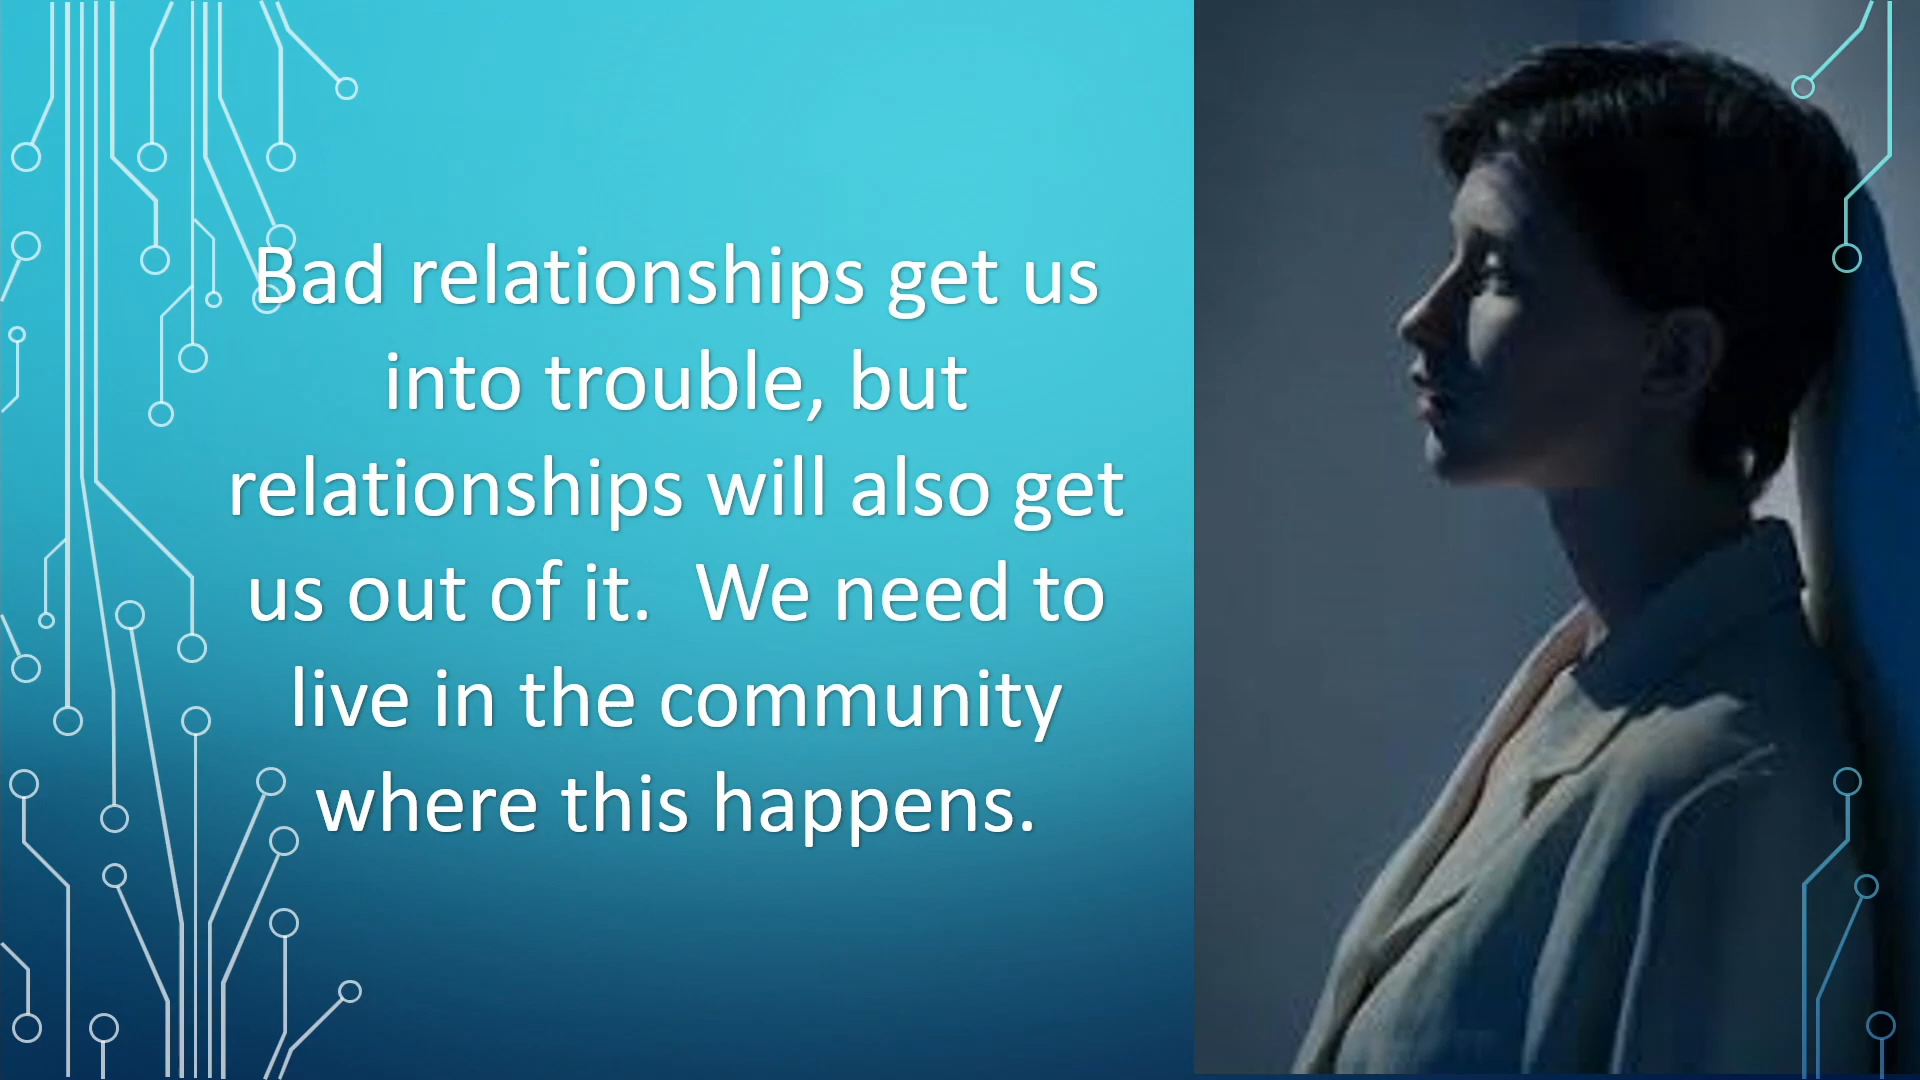 Bad relationships get us
into trouble, but
relationships will also get
us out of it.  We need to
live in the community
where this happens.